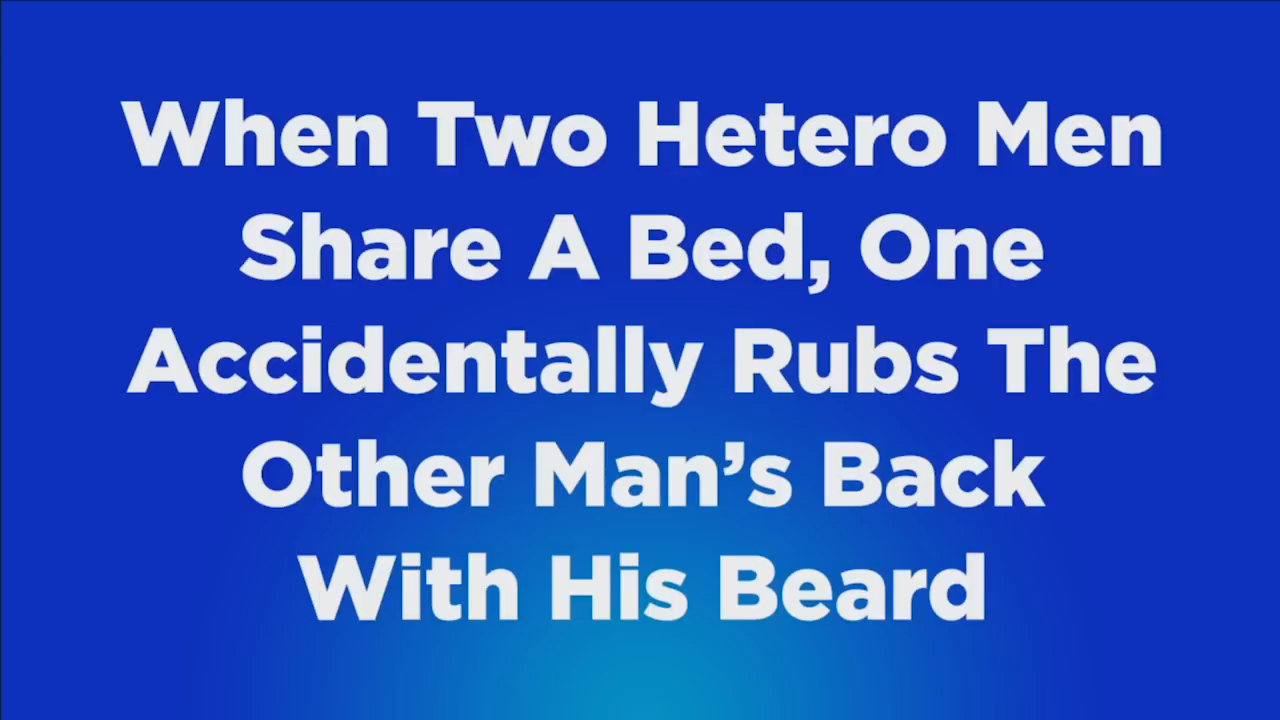 When Two Hetero Men
Share A Bed, One
Accidentally Rubs The
Other Man’s Back
With His Beard